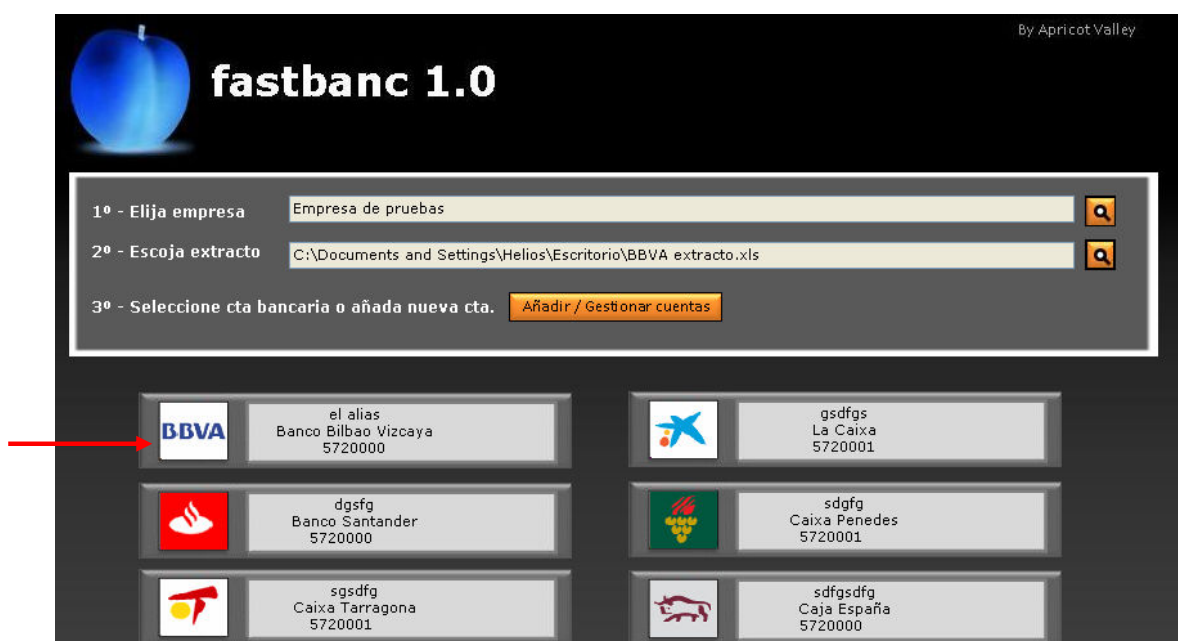 By Apricot Valley
fastbanc 1.0
1º - Elija empresa
Empresa de pruebas
2º - Escoja extracto
C:\Documents and Settings\Helios\Escritorio\BBVA extracto.xls
3º - Seleccione cta bancaria o añada nueva cta.
Añadir / Gestionar cuentas
BBVA
el alias
Banco Bilbao Vizcaya
5720000
gsdfgs
La Caixa
5720001
dgsfg
Banco Santander
5720000
sdgfg
Caixa Penedes
5720001
sgsdfg
Caixa Tarragona
5720001
sdfgsdfg
Caja España
5720000